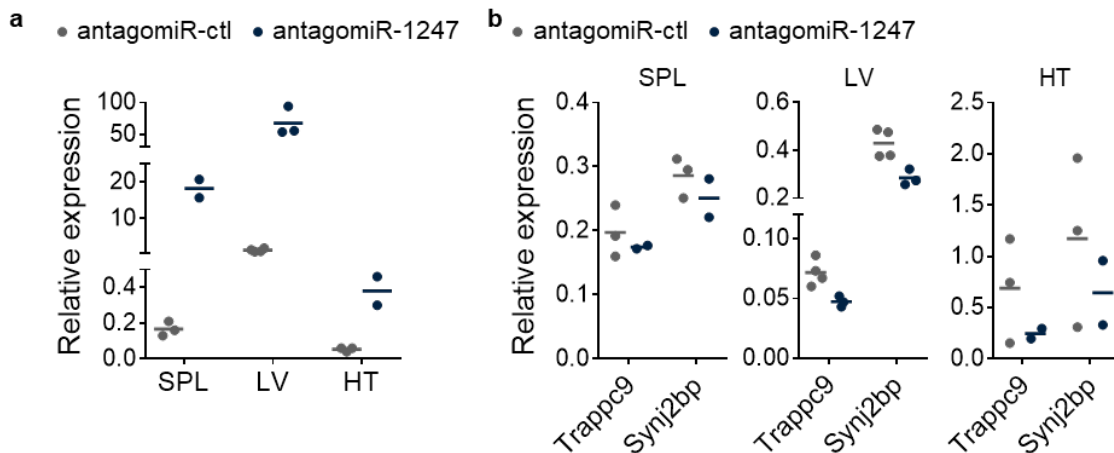 a
antagomiR-ctl antagomiR-1247
Relative expression
100
50
20
10
0.4
0.2
0.0
SPL LV HT
b
antagomiR-ctl antagomiR-1247
Relative expression
SPL
0.4
0.3
0.2
0.1
0.0
Trappc9 Synj2bp
LV
0.6
0.4
0.2
0.10
0.05
0.00
Trappc9 Synj2bp
HT
2.5
2.0
1.5
1.0
0.5
0.0
Trappc9 Synj2bp